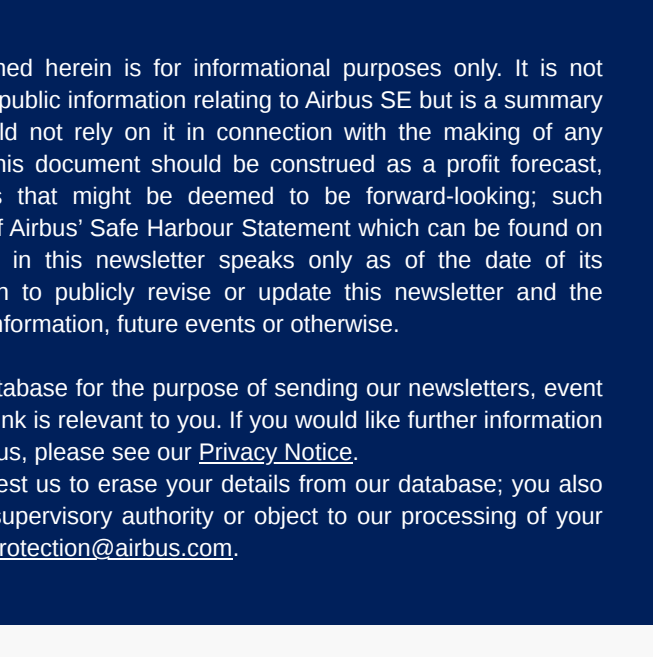 ned herein is for informational purposes only. It is not
public information relating to Airbus SE but is a summary
ld not rely on it in connection with the making of any
his document should be construed as a profit forecast,
s that might be deemed to be forward-looking; such
f Airbus’ Safe Harbour Statement which can be found on
in this newsletter speaks only as of the date of its
n to publicly revise or update this newsletter and the
nformation, future events or otherwise.
tabase for the purpose of sending our newsletters, event
nk is relevant to you. If you would like further information
us, please see our Privacy Notice.
est us to erase your details from our database; you also
supervisory authority or object to our processing of your
rotection@airbus.com.